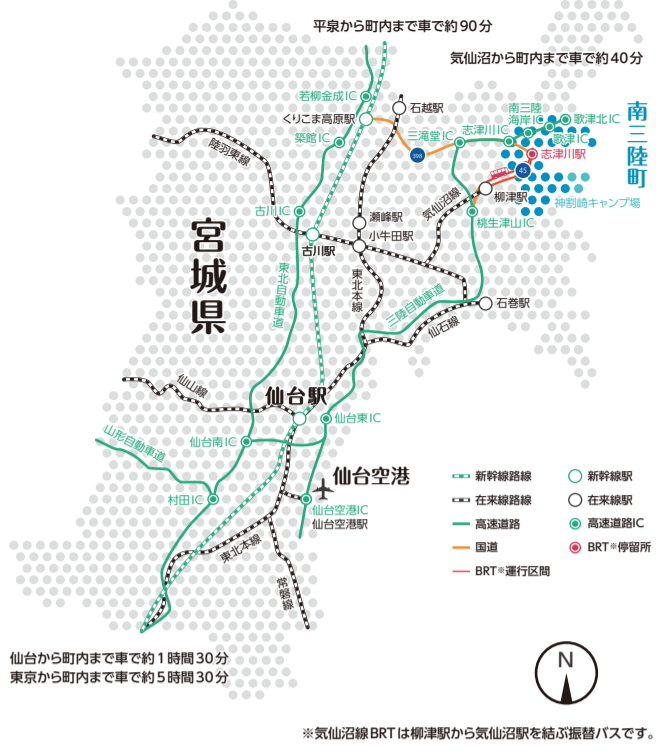 平泉から町内まで車で約90分
気仙沼から町内まで車で約40分
若柳金成IC
石越駅
くりこま高原駅
南三陸
海岸IC
歌津北IC
志津川IC
三滝堂IC
歌津IC
築館IC
398
志津川駅
南三陸町
陸羽東線
45
柳津駅
気仙沼線
神割崎キャンプ場
古川IC
瀬峰駅
桃生津山IC
小牛田駅
古川駅
宮城県
東北自動車道
東北本線
三陸自動車道
石巻駅
仙石線
仙山線
仙台駅
仙台東IC
山形自動車道
仙台南IC
仙台空港
村田IC
仙台空港IC
仙台空港駅
東北本線
常磐線
新幹線路線
新幹線駅
在来線路線
在来線駅
高速道路
高速道路IC
国道
BRT※停留所
BRT※運行区間
仙台から町内まで車で約1時間30分
東京から町内まで車で約5時間30分
N
※気仙沼線BRTは柳津駅から気仙沼駅を結ぶ振替バスです。